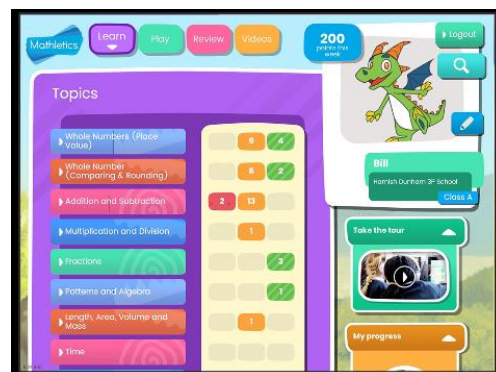 Mathletics
Learn
Play
Review
Videos
200
points this
week
Logout
Topics
Whole Numbers (Place
Value)
6
4
Whole Number
(Comparing & Rounding)
6
2
Addition and Subtraction
2
13
Multiplication and Division
1
Fractions
3
Patterns and Algebra
1
Length, Area, Volume and
Mass
1
Time
Bill
Hamish Dunham 3P School
Class A
Take the tour
My progress